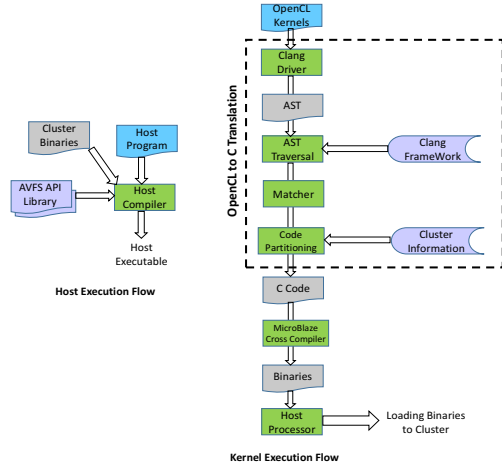 OpenCL
Kernels
Clang
Driver
AST
AST
Traversal
Clang
FrameWork
Matcher
Code
Partitioning
Cluster
Information
OpenCL to C Translation
C Code
MicroBlaze
Cross Compiler
Binaries
Host
Processor
Loading Binaries
to Cluster
Kernel Execution Flow
Cluster
Binaries
Host
Program
AVFS API
Library
Host
Compiler
Host
Executable
Host Execution Flow